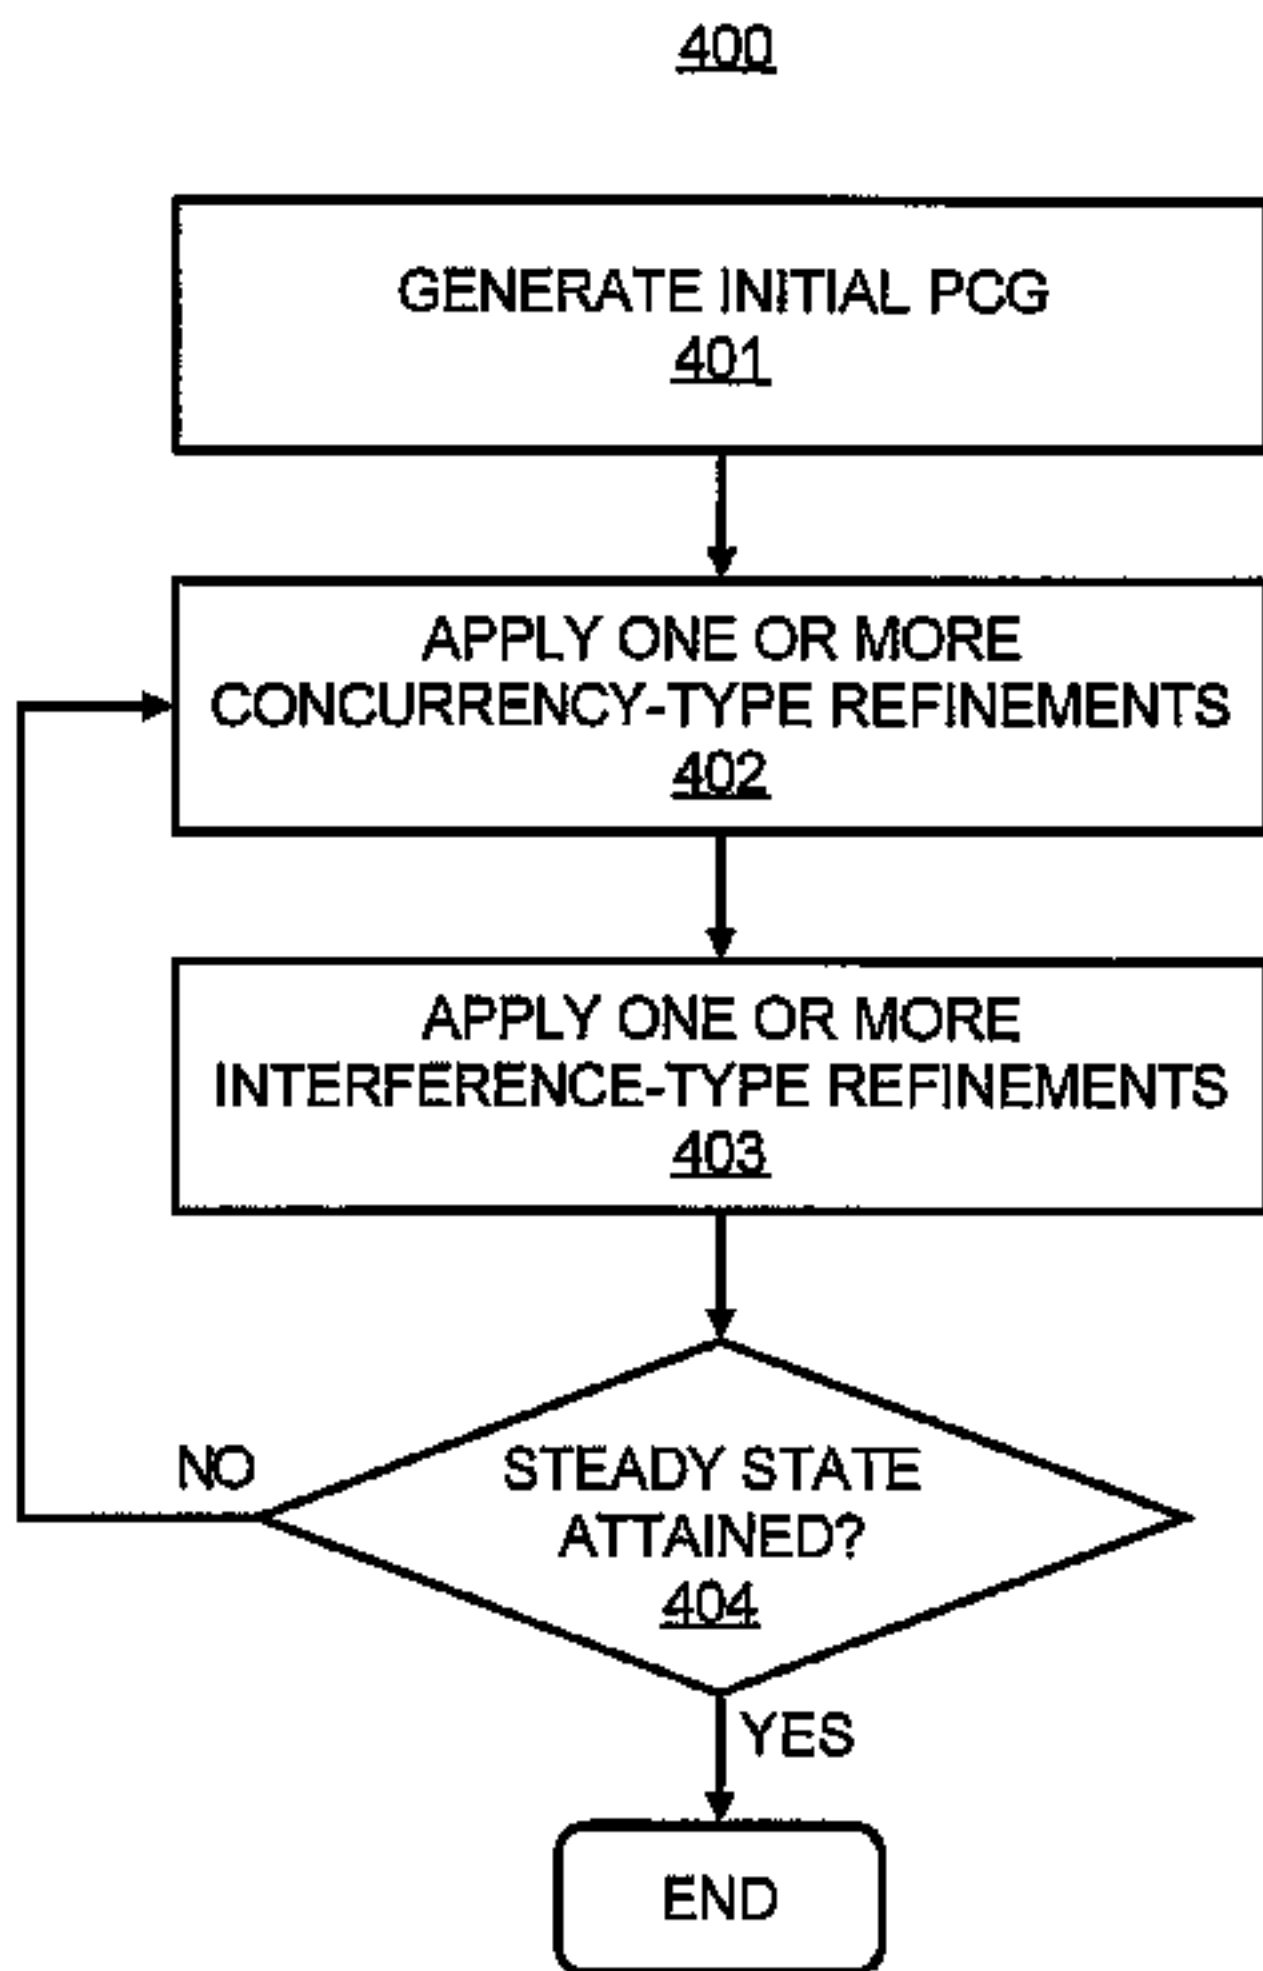 400
GENERATE INITIAL PCG
401
APPLY ONE OR MORE
CONCURRENCY-TYPE REFINEMENTS
402
APPLY ONE OR MORE
INTERFERENCE-TYPE REFINEMENTS
403
NO
STEADY STATE
ATTAINED?
404
YES
END